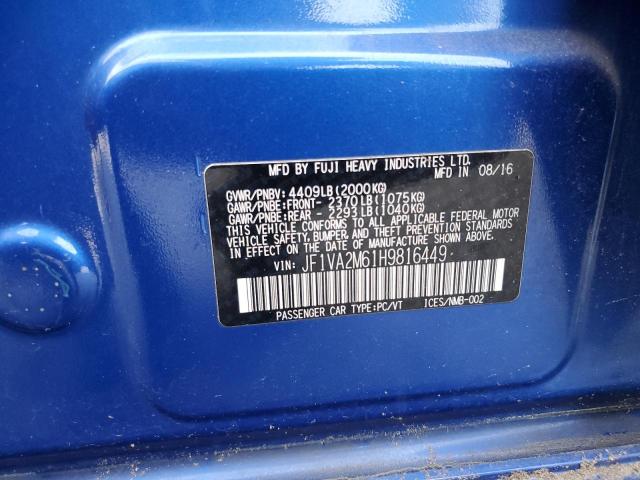 MFD BY FUJI HEAVY INDUSTRIES LTD.
MFD IN 08/16
GVWR/PNBV: 4409LB(2000KG)
GAWR/PNBE:FRONT- 2370LB(1075KG)
GAWR/PNBE:REAR - 2293LB(1040KG)
THIS VEHICLE CONFORMS TO ALL APPLICABLE FEDERAL MOTOR
VEHICLE SAFETY, BUMPER, AND THEFT PREVENTION STANDARDS
IN EFFECT ON THE DATE OF MANUFACTURE SHOWN ABOVE.
VIN: JF1VA2M61H9816449
PASSENGER CAR TYPE:PC/VT ICES/NMB-002